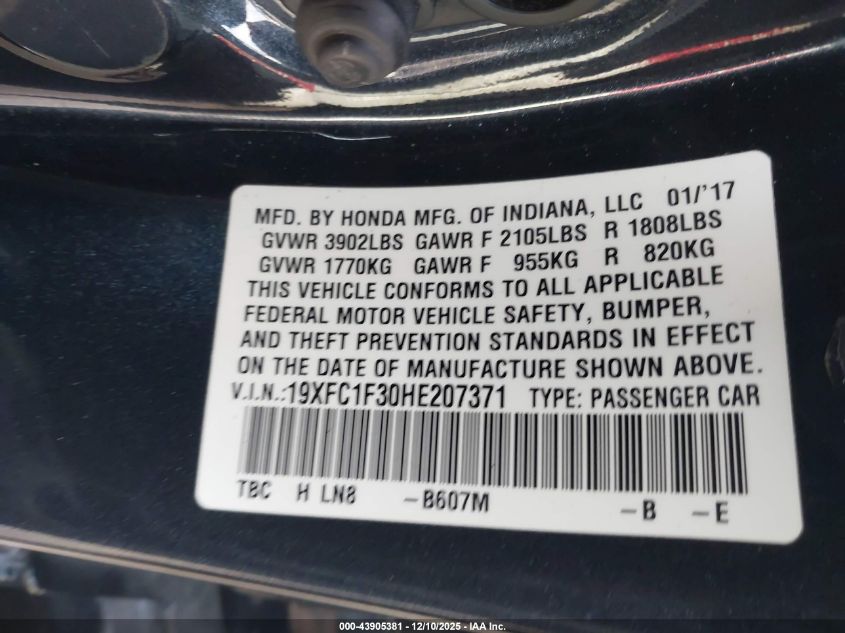 MFD. BY HONDA MFG. OF INDIANA, LLC 01/'17
GVWR 3902LBS GAWR F 2105LBS R 1808LBS
GVWR 1770KG GAWR F 955KG R 820KG
THIS VEHICLE CONFORMS TO ALL APPLICABLE
FEDERAL MOTOR VEHICLE SAFETY, BUMPER,
AND THEFT PREVENTION STANDARDS IN EFFECT
ON THE DATE OF MANUFACTURE SHOWN ABOVE.
V.I.N.:19XFC1F30HE207371 TYPE: PASSENGER CAR
TBC H LN8 -B607M -B -E
000-43905381 - 12/10/2025 - IAA Inc.